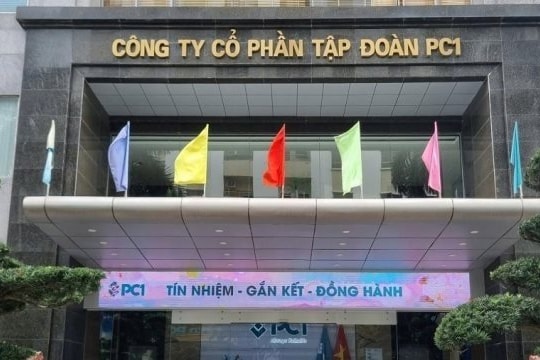 CÔNG TY CỔ PHẦN TẬP ĐOÀN PC1
PC1 TÍN NHIỆM - GẮN KẾT - ĐỒNG HÀNH
PC1